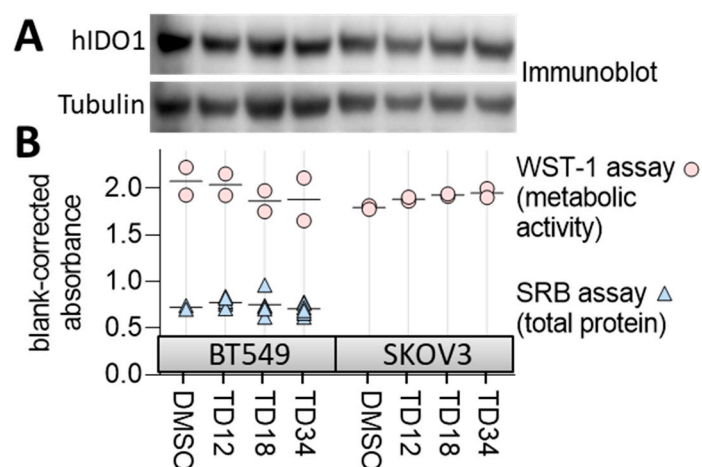 A
hIDO1
Immunoblot
Tubulin
B
WST-1 assay
(metabolic
activity)
SRB assay
(total protein)
blank-corrected
absorbance
2.0
1.5
1.0
0.5
0.0
BT549
SKOV3
DMSO
TD12
TD18
TD34
DMSO
TD12
TD18
TD34